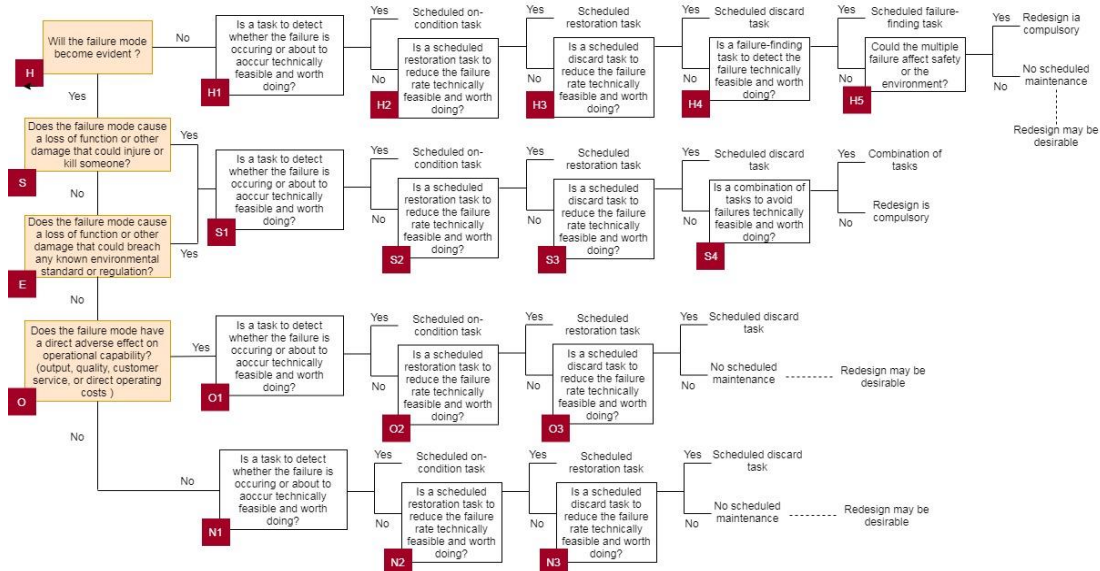 Will the failure mode
become evident ?
H
No
Yes
Is a task to detect
whether the failure is
occuring or about to
aoccur technically
feasible and worth
doing?
H1
Yes
Scheduled on-
condition task
No
Is a scheduled
restoration task to
reduce the failure
rate technically
feasible and worth
doing?
H2
Yes
Scheduled
restoration task
No
Is a scheduled
discard task to
reduce the failure
rate technically
feasible and worth
doing?
H3
Yes
Scheduled discard
task
No
Is a failure-finding
task to detect the
failure technically
feasible and worth
doing?
H4
Yes
Scheduled failure-
finding task
No
Could the multiple
failure affect safety
or the
environment?
H5
Yes
Redesign ia
compulsory
No
No scheduled
maintenance
Redesign may be
desirable
Does the failure mode cause
a loss of function or other
damage that could injure or
kill someone?
S
Yes
No
Does the failure mode cause
a loss of function or other
damage that could breach
any known environmental
standard or regulation?
E
Yes
No
Is a task to detect
whether the failure is
occuring or about to
aoccur technically
feasible and worth
doing?
S1
Yes
Scheduled on-
condition task
No
Is a scheduled
restoration task to
reduce the failure
rate technically
feasible and worth
doing?
S2
Yes
Scheduled
restoration task
No
Is a scheduled
discard task to
reduce the failure
rate technically
feasible and worth
doing?
S3
Yes
Scheduled discard
task
No
Is a combination of
tasks to avoid
failures technically
feasible and worth
doing?
S4
Yes
Combination of
tasks
No
Redesign is
compulsory
Does the failure mode have
a direct adverse effect on
operational capability?
(output, quality, customer
service, or direct operating
costs )
O
Yes
No
Is a task to detect
whether the failure is
occuring or about to
aoccur technically
feasible and worth
doing?
O1
Yes
Scheduled on-
condition task
No
Is a scheduled
restoration task to
reduce the failure
rate technically
feasible and worth
doing?
O2
Yes
Scheduled
restoration task
No
Is a scheduled
discard task to
reduce the failure
rate technically
feasible and worth
doing?
O3
Yes
Scheduled discard
task
No
No scheduled
maintenance
Redesign may be
desirable
No
Is a task to detect
whether the failure is
occuring or about to
aoccur technically
feasible and worth
doing?
N1
Yes
Scheduled on-
condition task
No
Is a scheduled
restoration task to
reduce the failure
rate technically
feasible and worth
doing?
N2
Yes
Scheduled
restoration task
No
Is a scheduled
discard task to
reduce the failure
rate technically
feasible and worth
doing?
N3
Yes
Scheduled discard
task
No
No scheduled
maintenance
Redesign may be
desirable